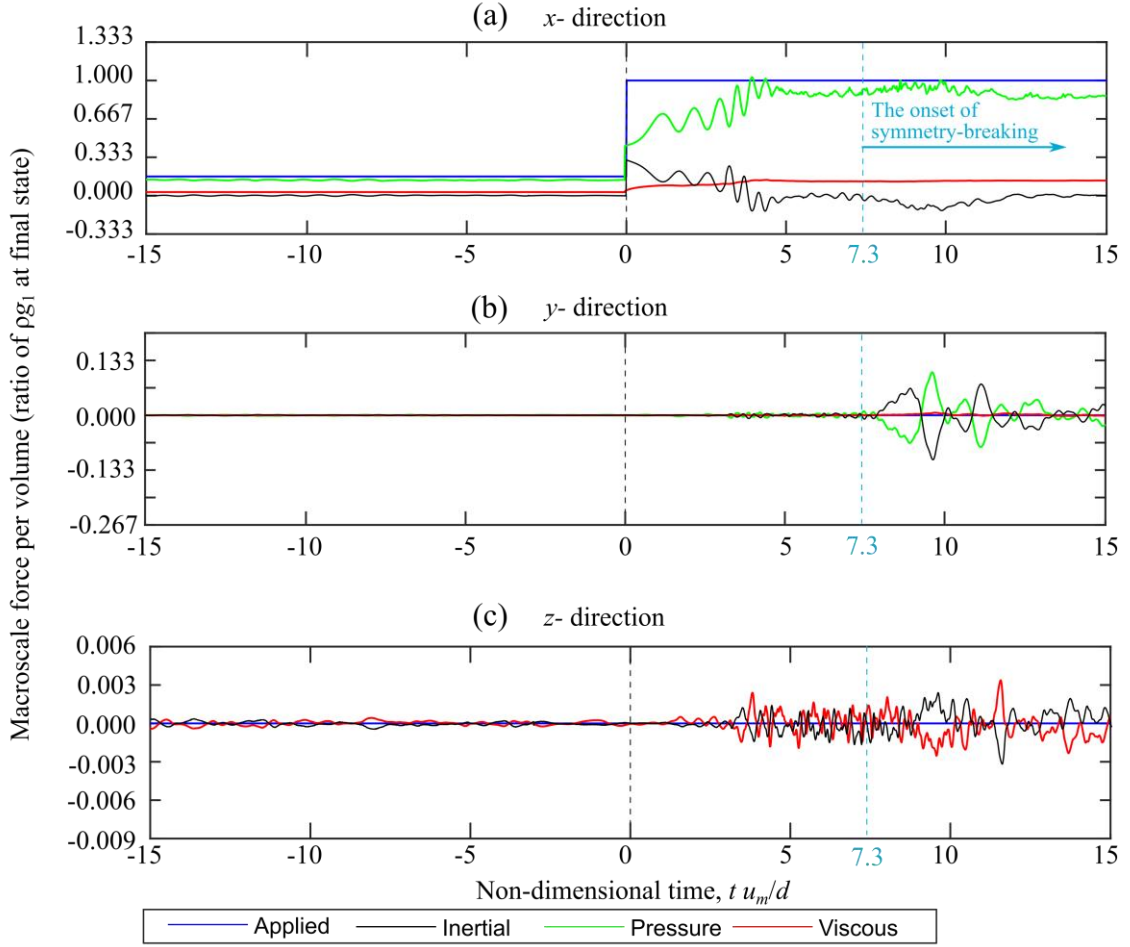 (a) x- direction
1.333
1.000
0.667
0.333
0.000
-0.333
The onset of
symmetry-breaking
-15 -10 -5 0 5 7.3 10 15
(b) y- direction
0.133
0.000
-0.133
-0.267
-15 -10 -5 0 5 7.3 10 15
(c) z- direction
0.006
0.003
0.000
-0.003
-0.006
-0.009
-15 -10 -5 0 5 7.3 10 15
Macroscale force per volume (ratio of ρg₁ at final state)
Non-dimensional time, t uₘ/d
Applied Inertial Pressure Viscous